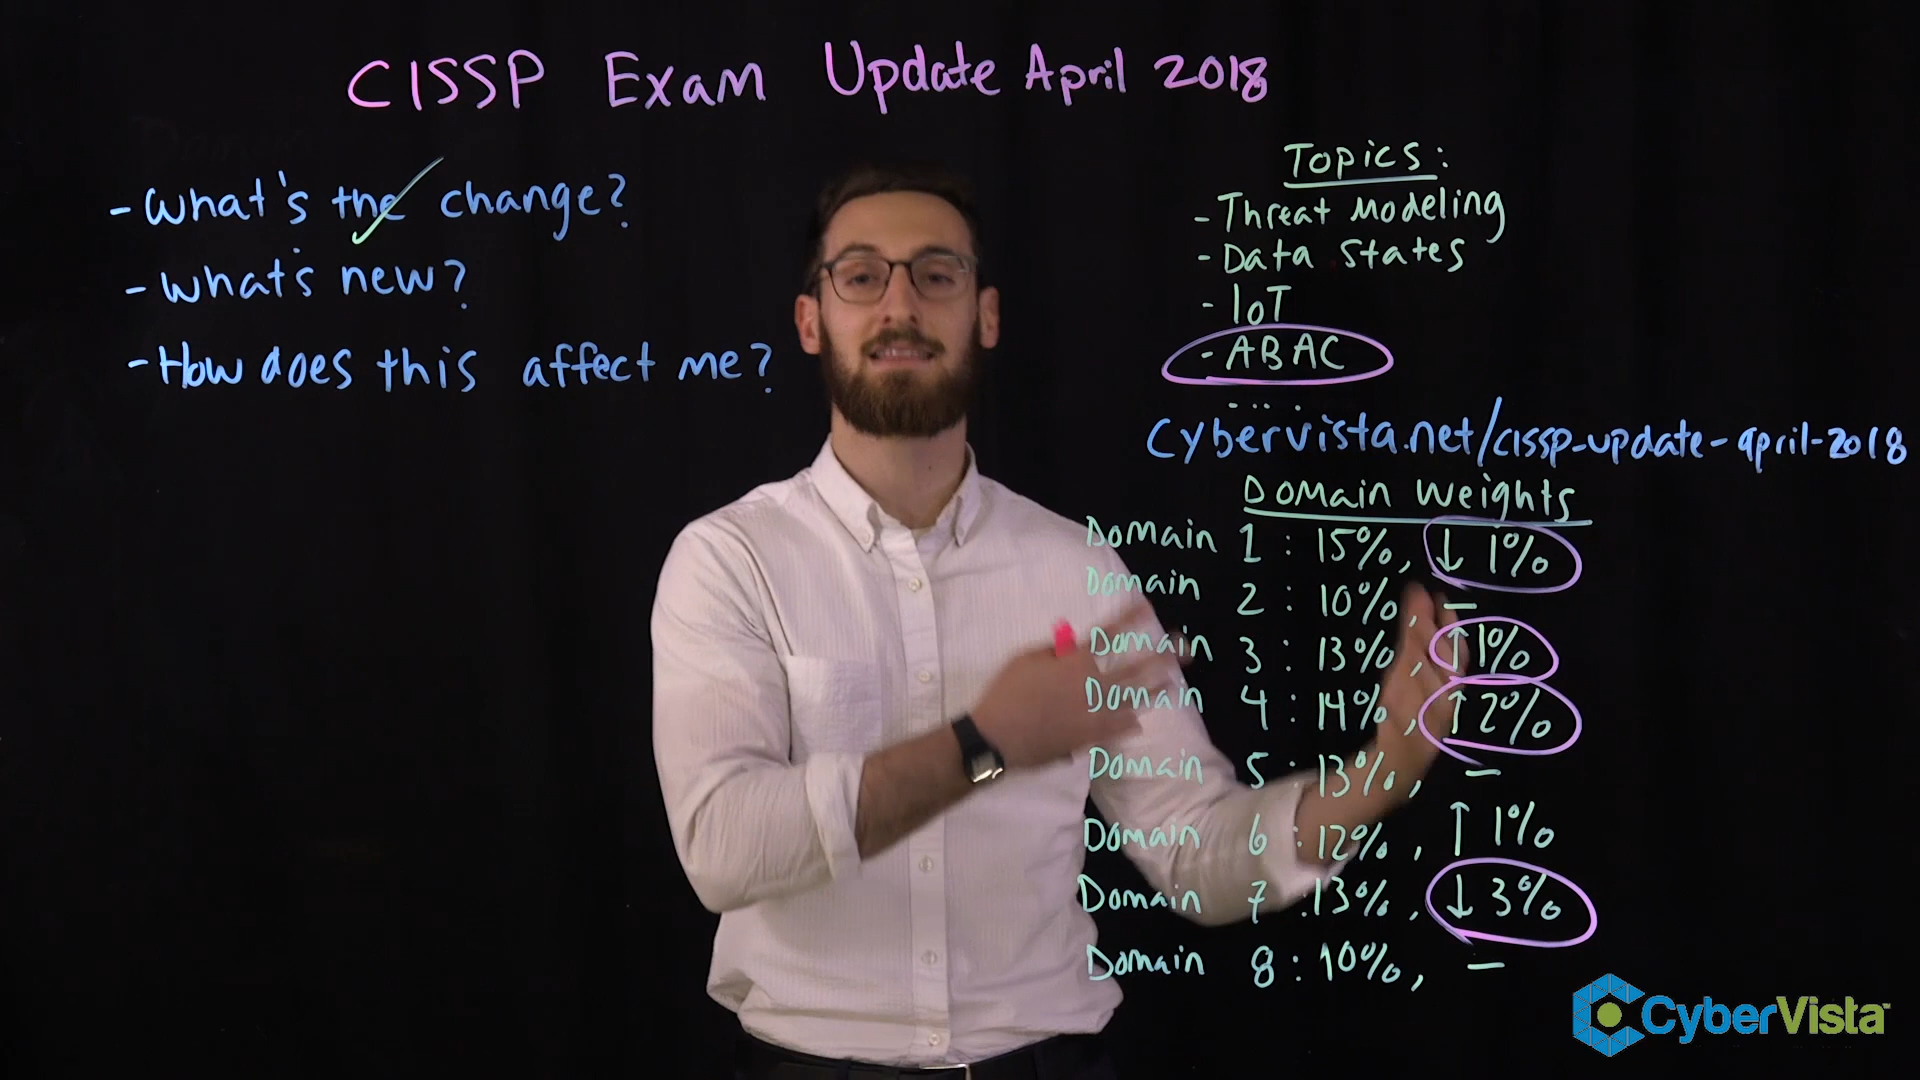 CISSP Exam Update April 2018
- What's the change?
- What's new?
- How does this affect me?
Topics:
- Threat Modeling
- Data States
- IoT
- ABAC
...
Cybervista.net/cissp-update-april-2018
Domain Weights
Domain 1 : 15%, ↓ 1%
Domain 2 : 10%, –
Domain 3 : 13%, ↑ 1%
Domain 4 : 14%, ↑ 2%
Domain 5 : 13%, –
Domain 6 : 12%, ↑ 1%
Domain 7 : 13%, ↓ 3%
Domain 8 : 10%, –
CyberVista